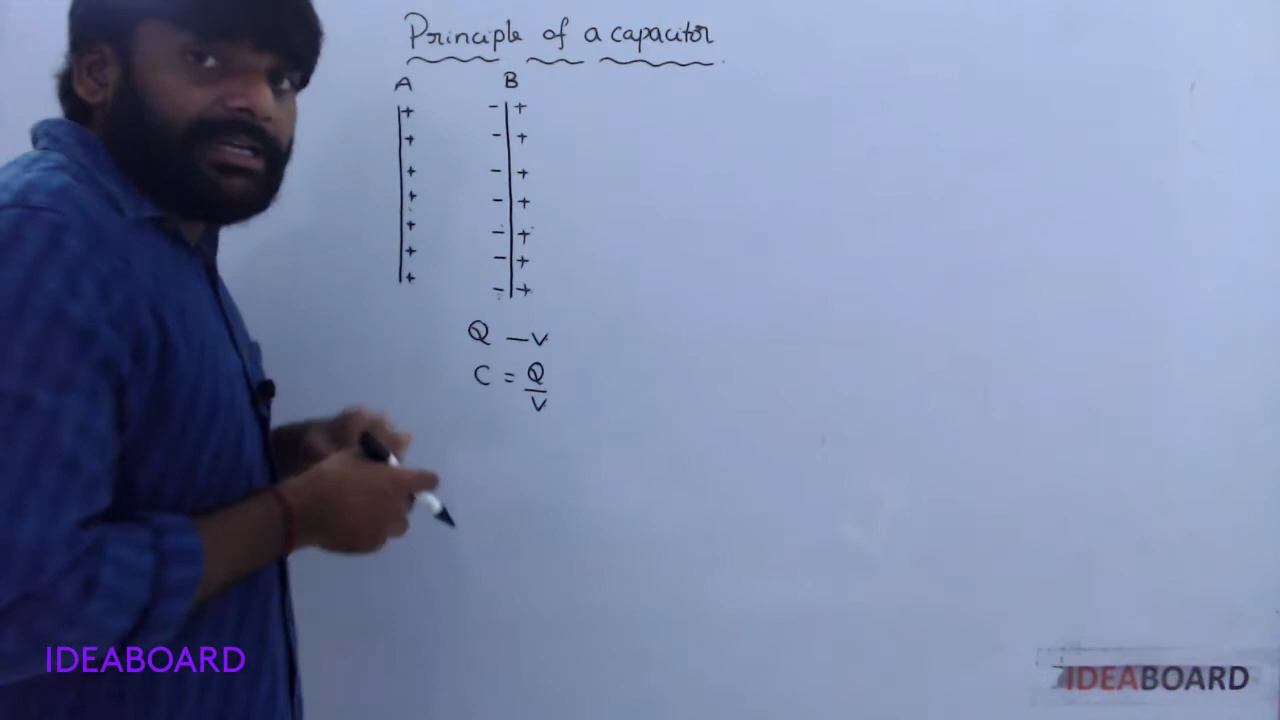 Principle of a capacitor
A B
+ - +
+ - +
+ - +
+ - +
+ - +
+ - +
+ - +
Q - V
C = Q/V
IDEABOARD
IDEABOARD